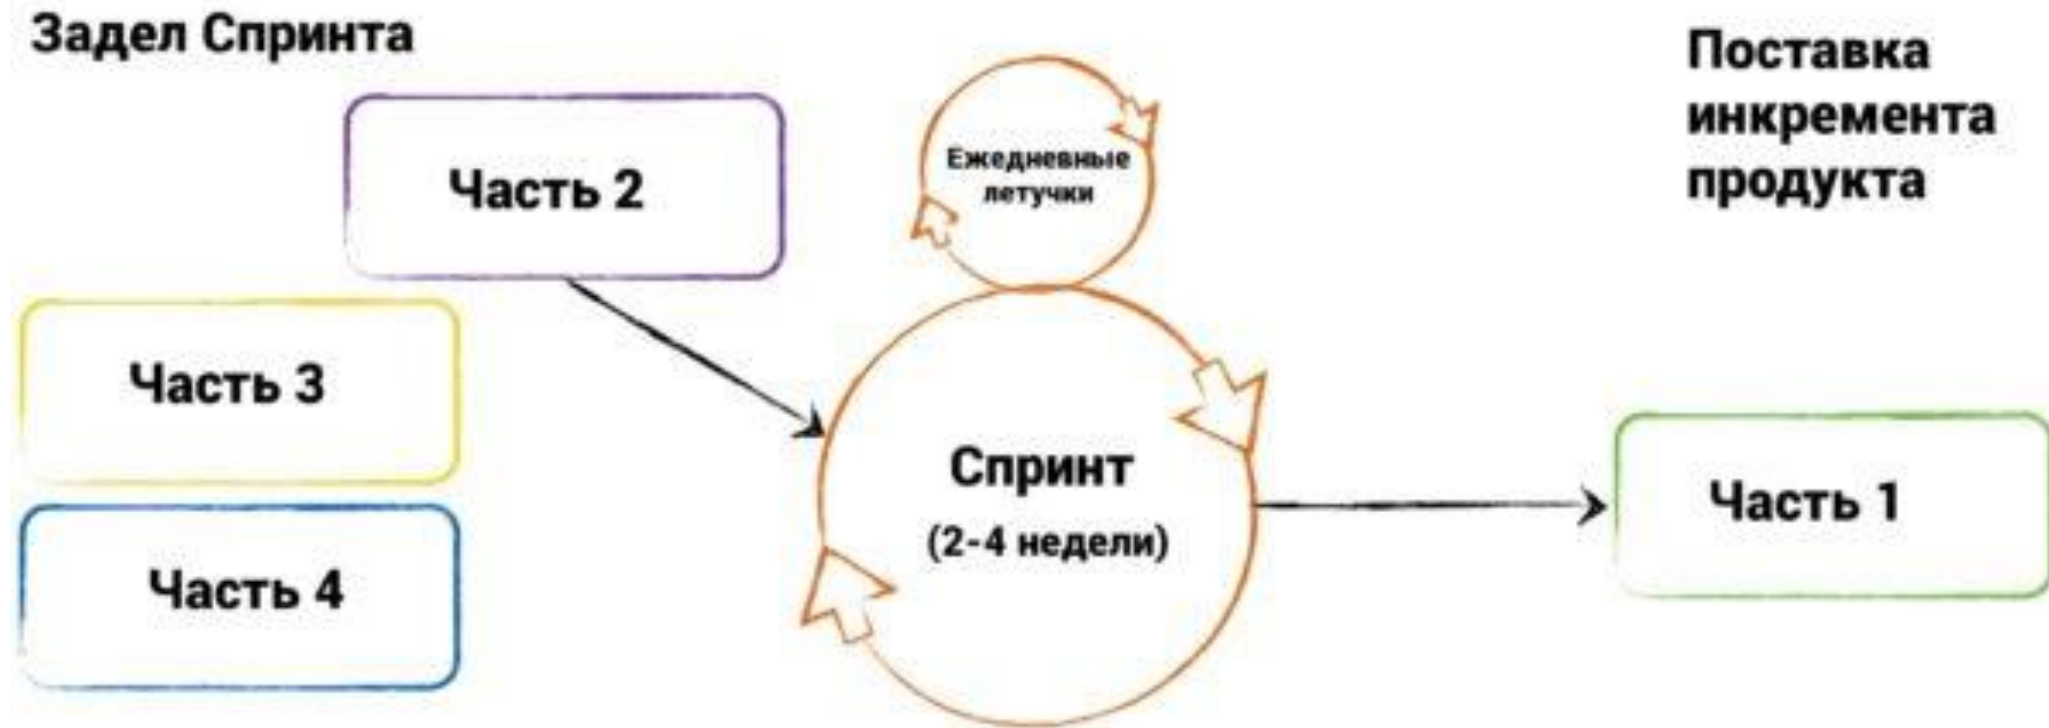 Задел Спринта
Часть 2
Часть 3
Часть 4
Ежедневные
летучки
Спринт
(2-4 недели)
Поставка
инкремента
продукта
Часть 1